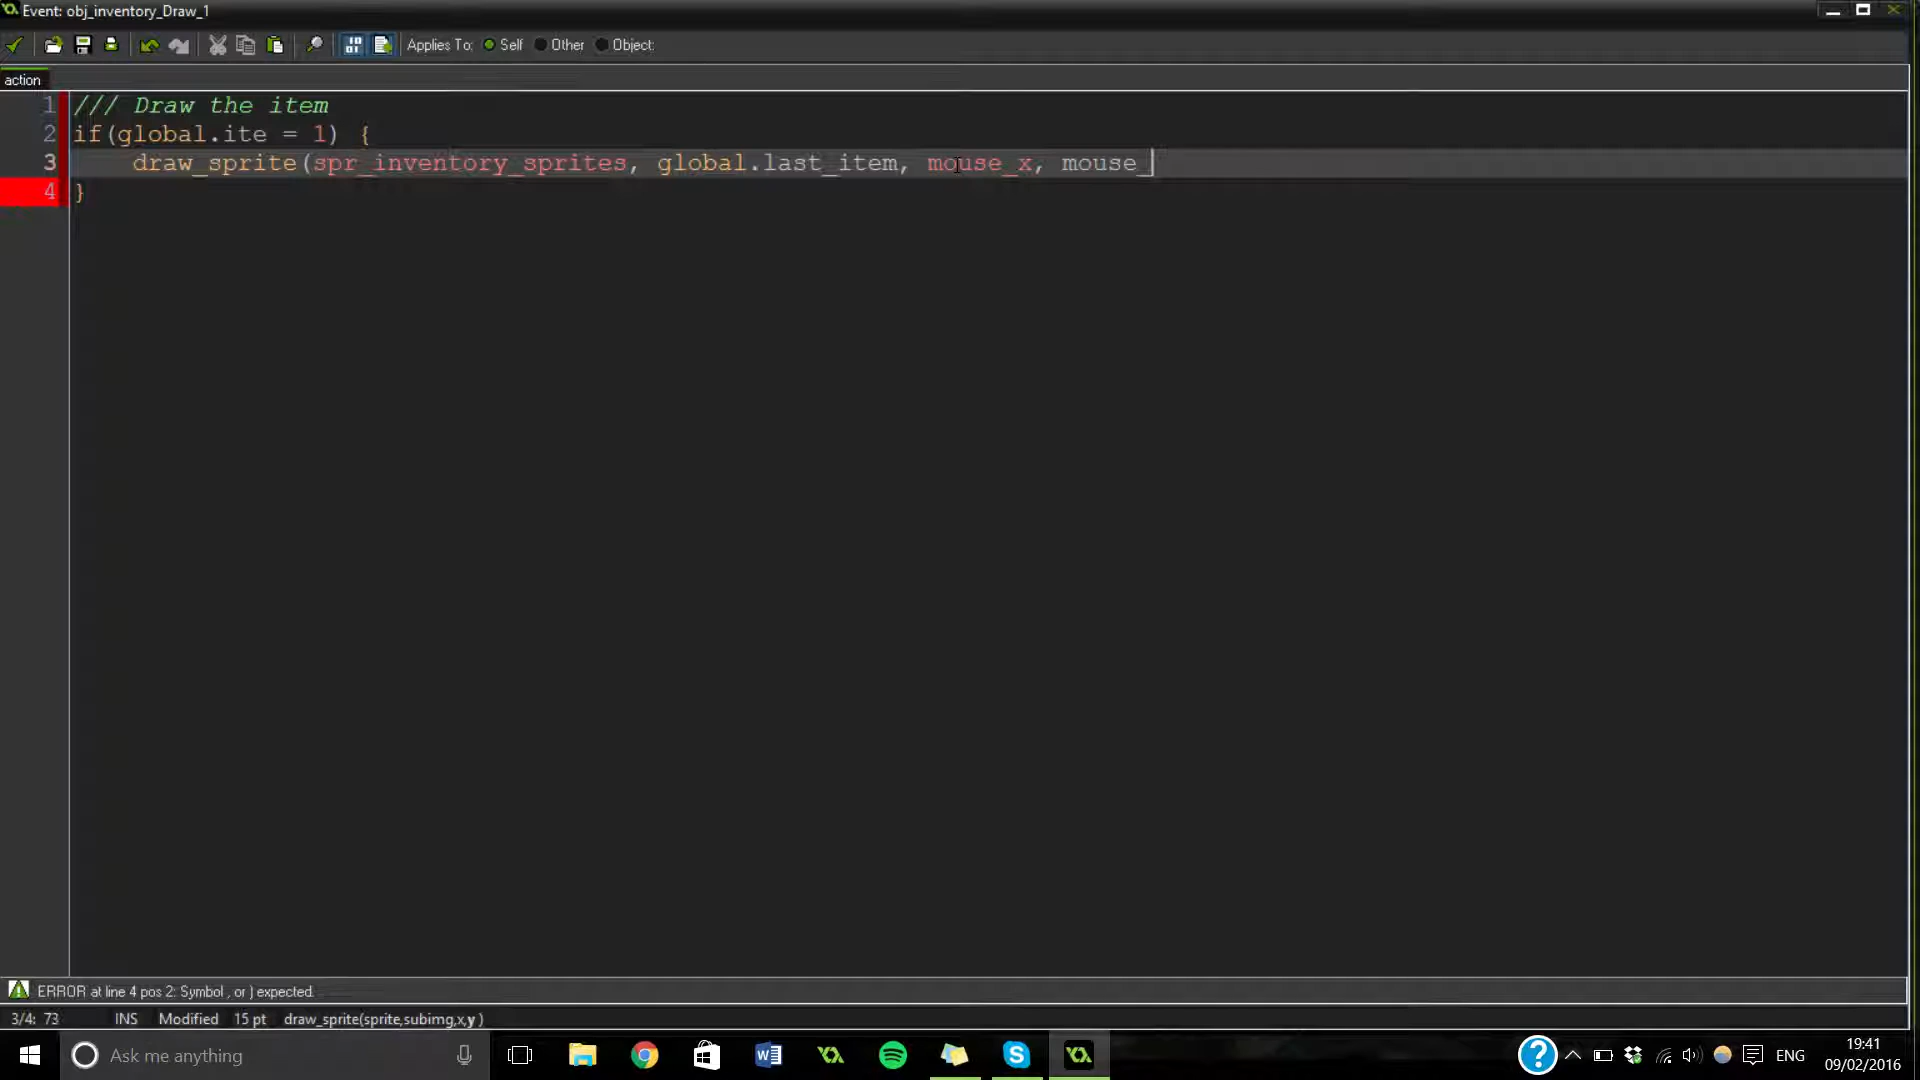 Event: obj_inventory_Draw_1
Applies To: Self Other Object:
action
1 /// Draw the item
2 if(global.ite = 1) {
3 draw_sprite(spr_inventory_sprites, global.last_item, mouse_x, mouse_
4 }
ERROR at line 4 pos 2: Symbol , or ) expected.
3/4: 73 INS Modified 15 pt draw_sprite(sprite,subimg,x,y )
Ask me anything
ENG
19:41
09/02/2016